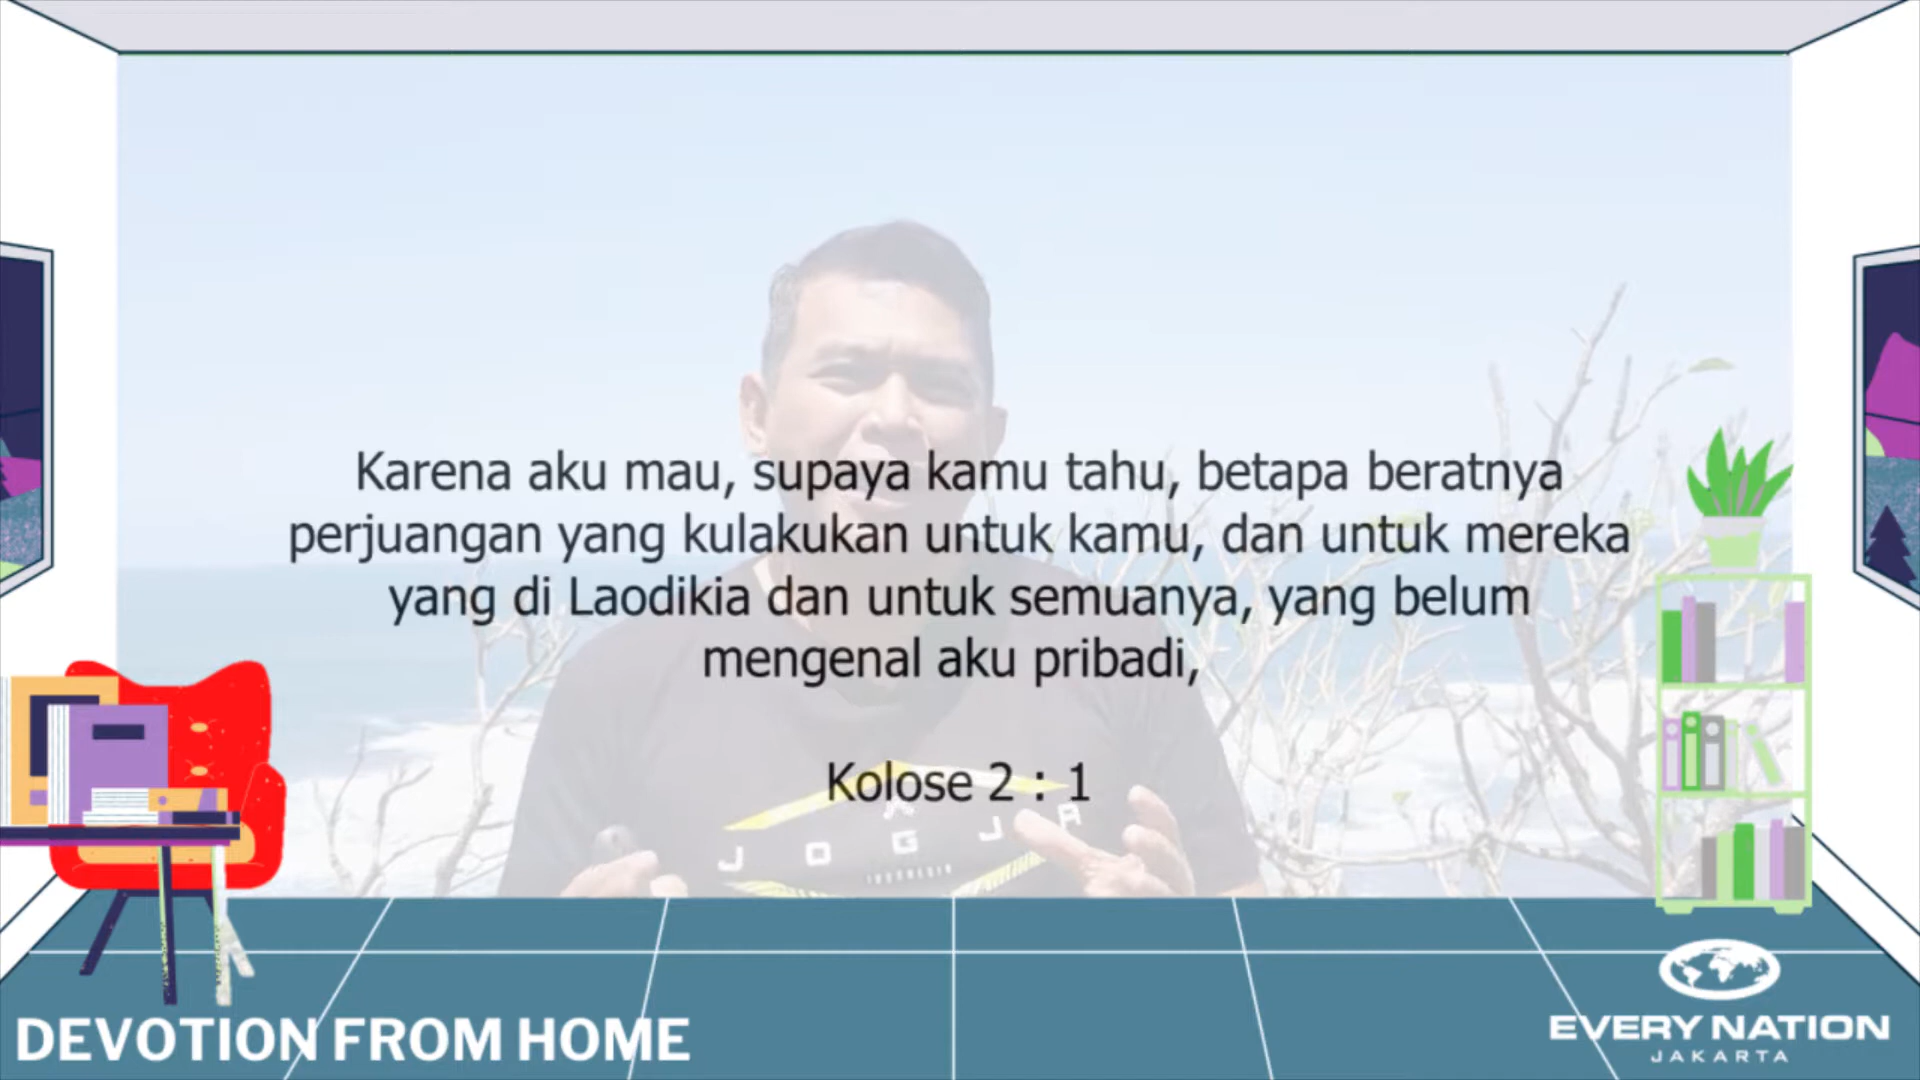 Karena aku mau, supaya kamu tahu, betapa beratnya
perjuangan yang kulakukan untuk kamu, dan untuk mereka
yang di Laodikia dan untuk semuanya, yang belum
mengenal aku pribadi,
Kolose 2 : 1
J O G J A
INDONESIA
DEVOTION FROM HOME
EVERY NATION
JAKARTA